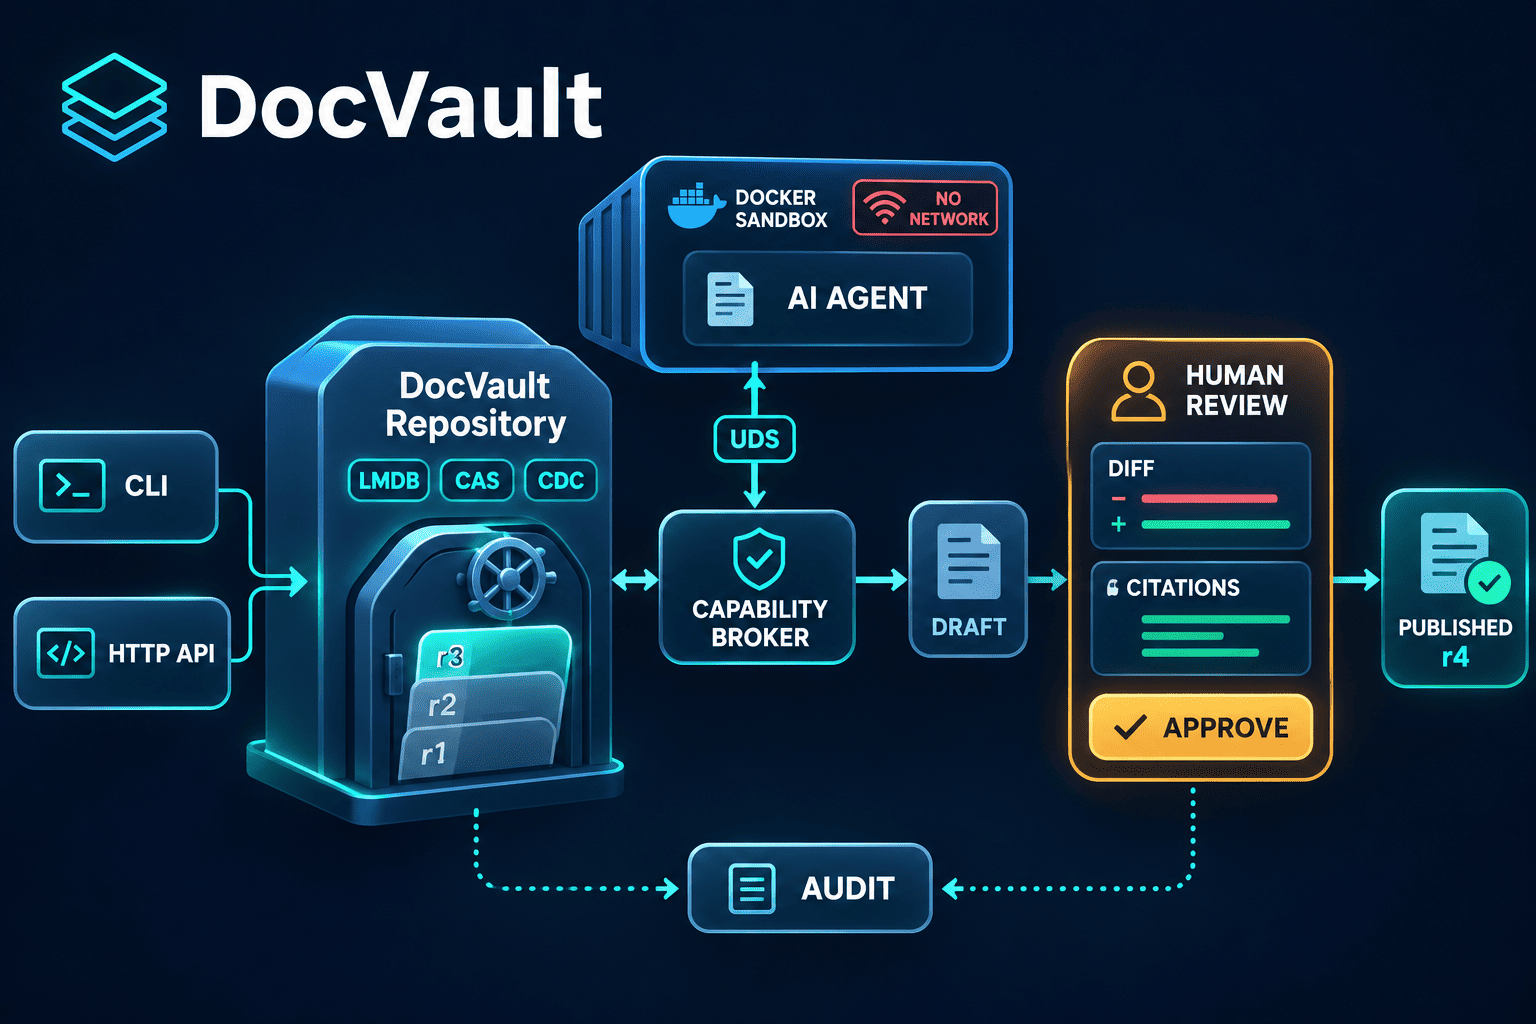 DocVault
DOCKER
SANDBOX
NO
NETWORK
AI AGENT
DocVault
Repository
LMDB
CAS
CDC
CLI
HTTP API
r3
r2
r1
UDS
CAPABILITY
BROKER
DRAFT
HUMAN
REVIEW
DIFF
-
+
CITATIONS
APPROVE
PUBLISHED
r4
AUDIT